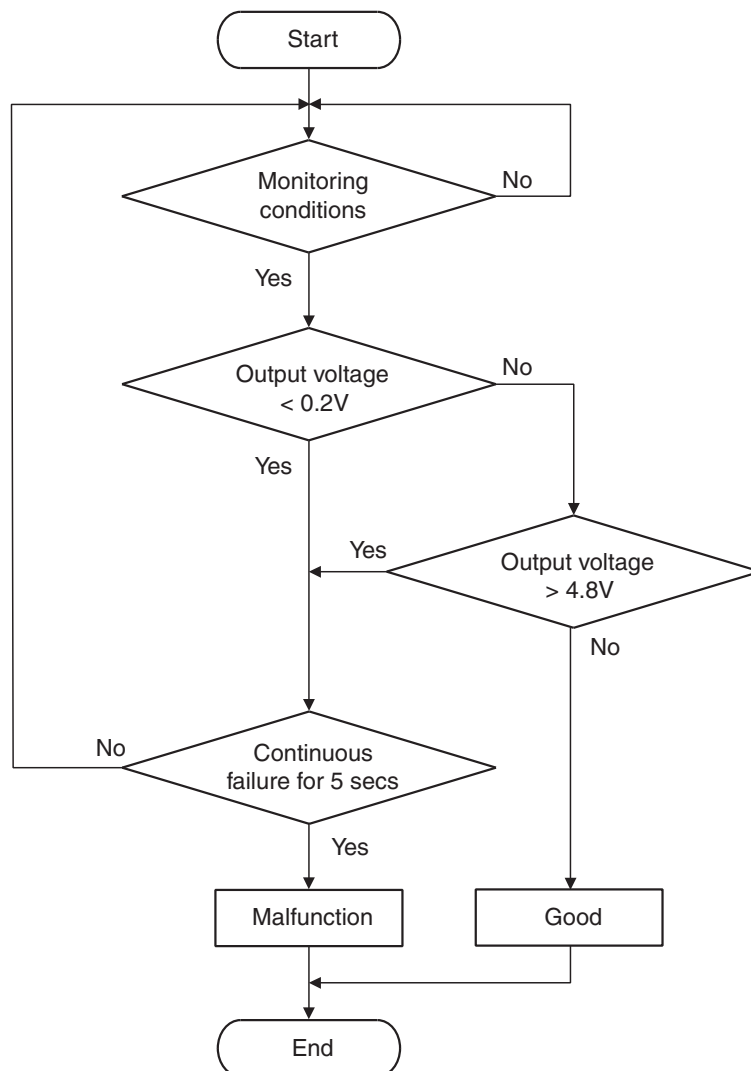 Start
Monitoring
conditions
No
Yes
Output voltage
< 0.2V
No
Yes
Yes
Output voltage
> 4.8V
No
No
Continuous
failure for 5 secs
Yes
Malfunction
Good
End